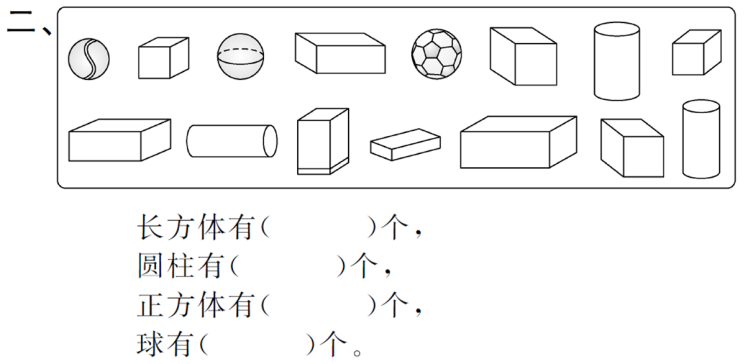 二、
长方体有(　　　)个，
圆柱有(　　　)个，
正方体有(　　　)个，
球有(　　　)个。